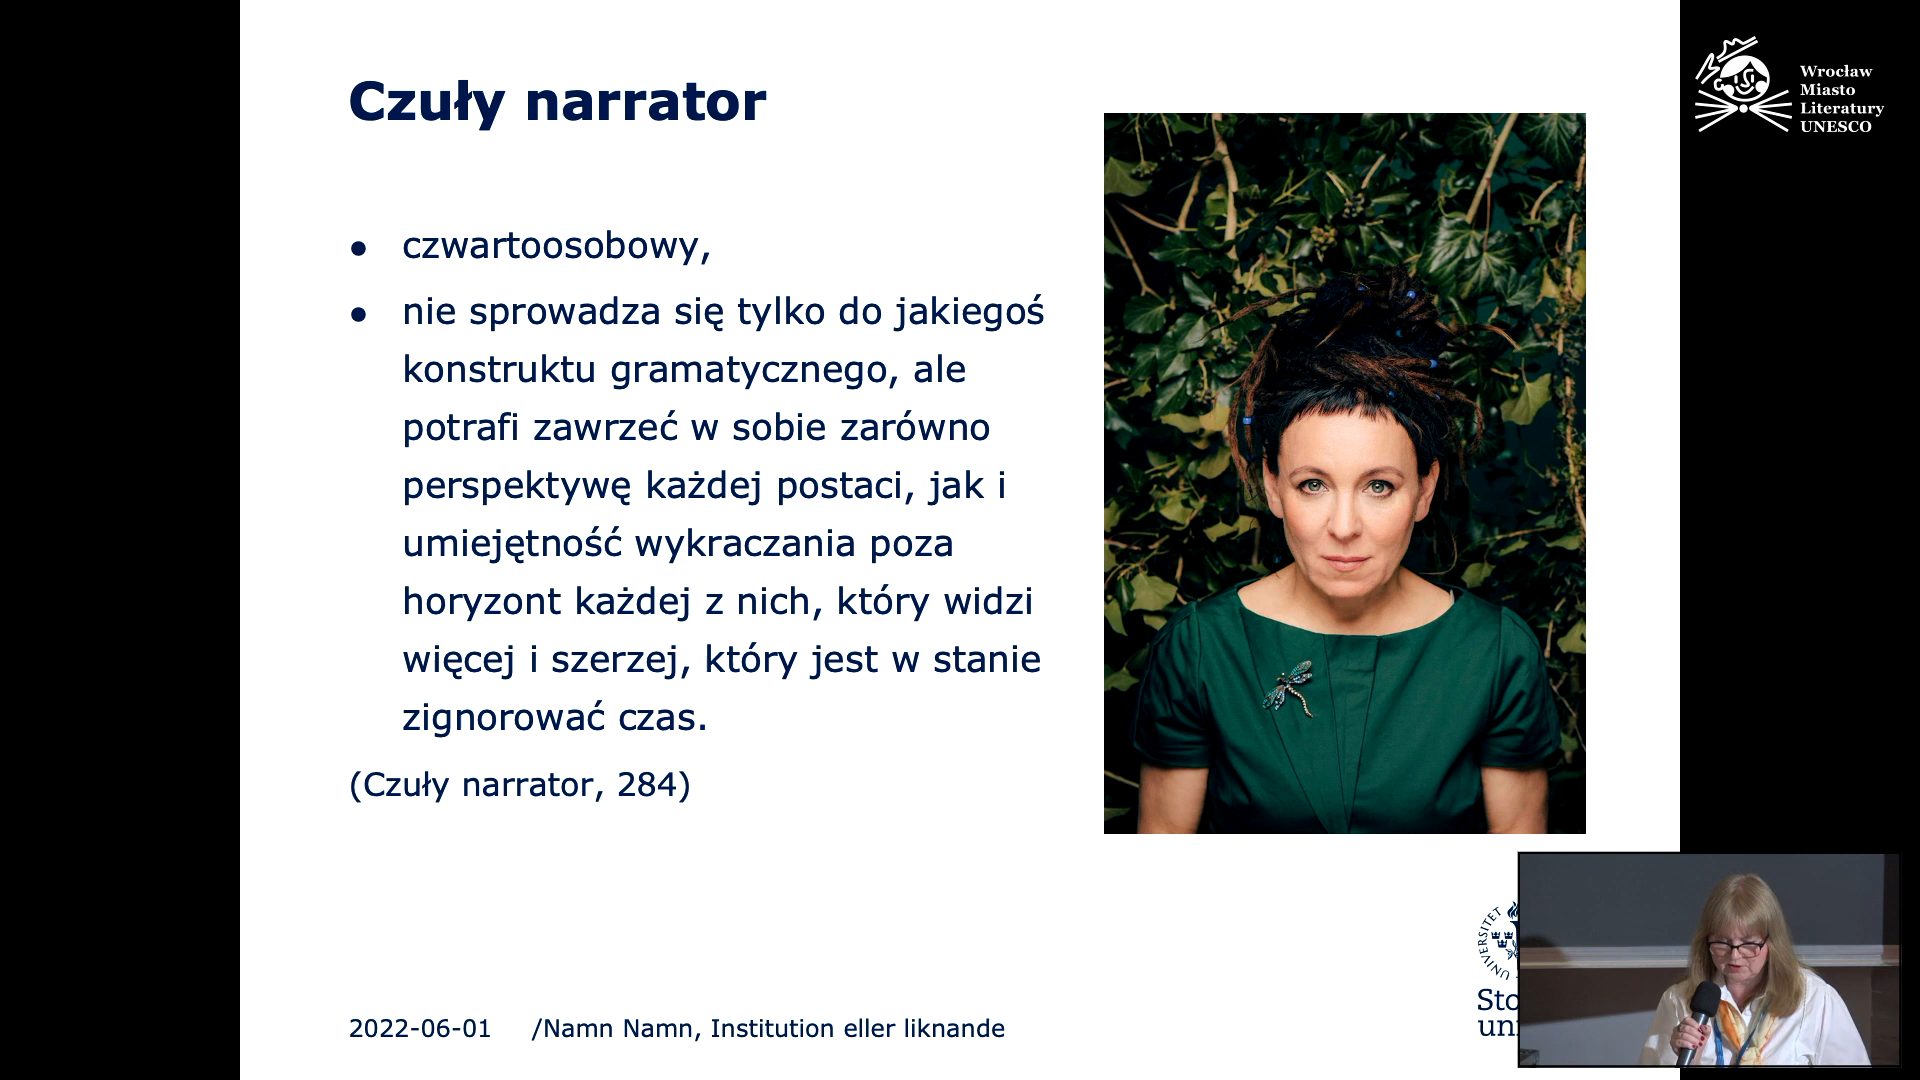 Czuły narrator
czwartoosobowy,
nie sprowadza się tylko do jakiegoś
konstruktu gramatycznego, ale
potrafi zawrzeć w sobie zarówno
perspektywę każdej postaci, jak i
umiejętność wykraczania poza
horyzont każdej z nich, który widzi
więcej i szerzej, który jest w stanie
zignorować czas.
(Czuły narrator, 284)
2022-06-01 /Namn Namn, Institution eller liknande
Wrocław
Miasto
Literatury
UNESCO